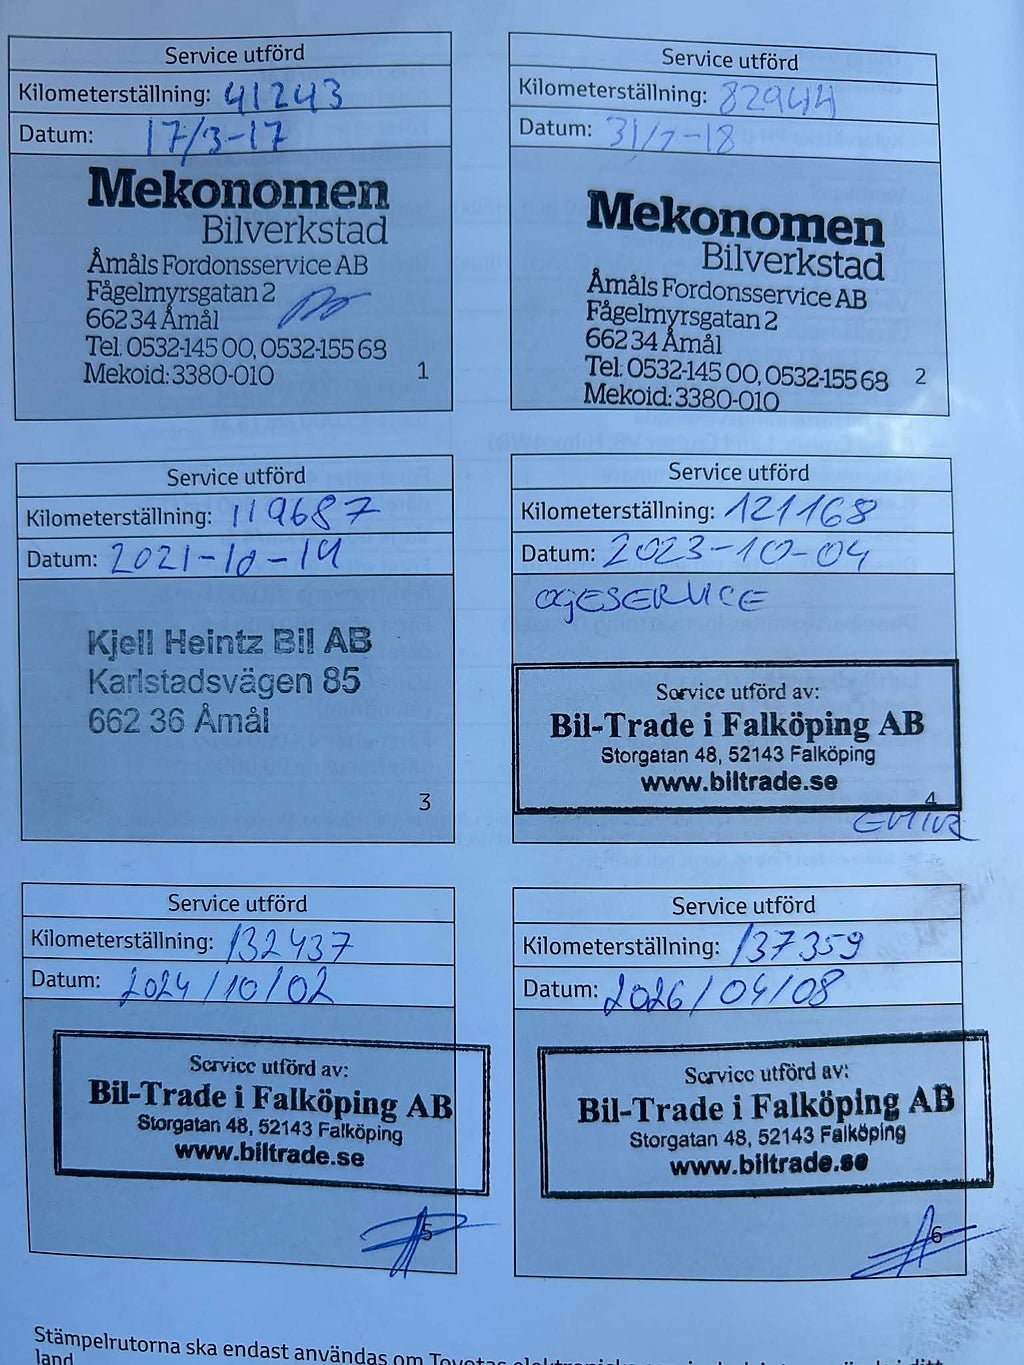 Service utförd
Kilometerställning: 41243
Datum: 17/3-17
Mekonomen
Bilverkstad
Åmåls Fordonsservice AB
Fågelmyrsgatan 2
662 34 Åmål
Tel. 0532-145 00, 0532-155 68
Mekoid: 3380-010
1
Service utförd
Kilometerställning: 82944
Datum: 31/1-18
Mekonomen
Bilverkstad
Åmåls Fordonsservice AB
Fågelmyrsgatan 2
662 34 Åmål
Tel. 0532-145 00, 0532-155 68
Mekoid: 3380-010
2
Service utförd
Kilometerställning: 119687
Datum: 2021-10-19
Kjell Heintz Bil AB
Karlstadsvägen 85
662 36 Åmål
3
Service utförd
Kilometerställning: 121168
Datum: 2023-10-04
OljESERVICE
Service utförd av:
Bil-Trade i Falköping AB
Storgatan 48, 52143 Falköping
www.biltrade.se
4
Service utförd
Kilometerställning: 132437
Datum: 2024/10/02
Service utförd av:
Bil-Trade i Falköping AB
Storgatan 48, 52143 Falköping
www.biltrade.se
5
Service utförd
Kilometerställning: 137359
Datum: 2026/04/08
Service utförd av:
Bil-Trade i Falköping AB
Storgatan 48, 52143 Falköping
www.biltrade.se
6
Stämpelrutorna ska endast användas om Toyotas elektroniska
land